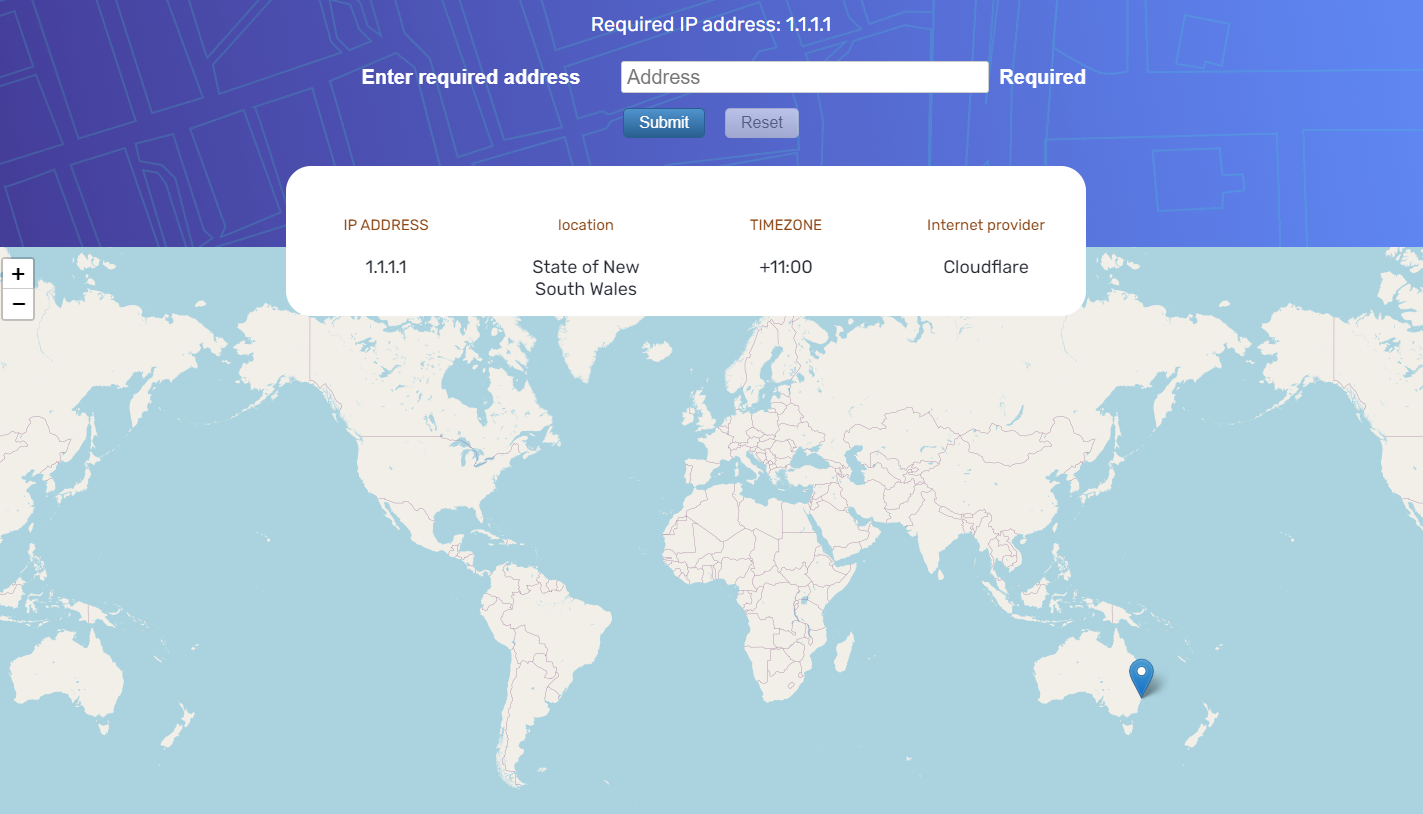 Required IP address: 1.1.1.1
Enter required address
Address
Required
Submit
Reset
IP ADDRESS
location
TIMEZONE
Internet provider
1.1.1.1
State of New
South Wales
+11:00
Cloudflare
+
−